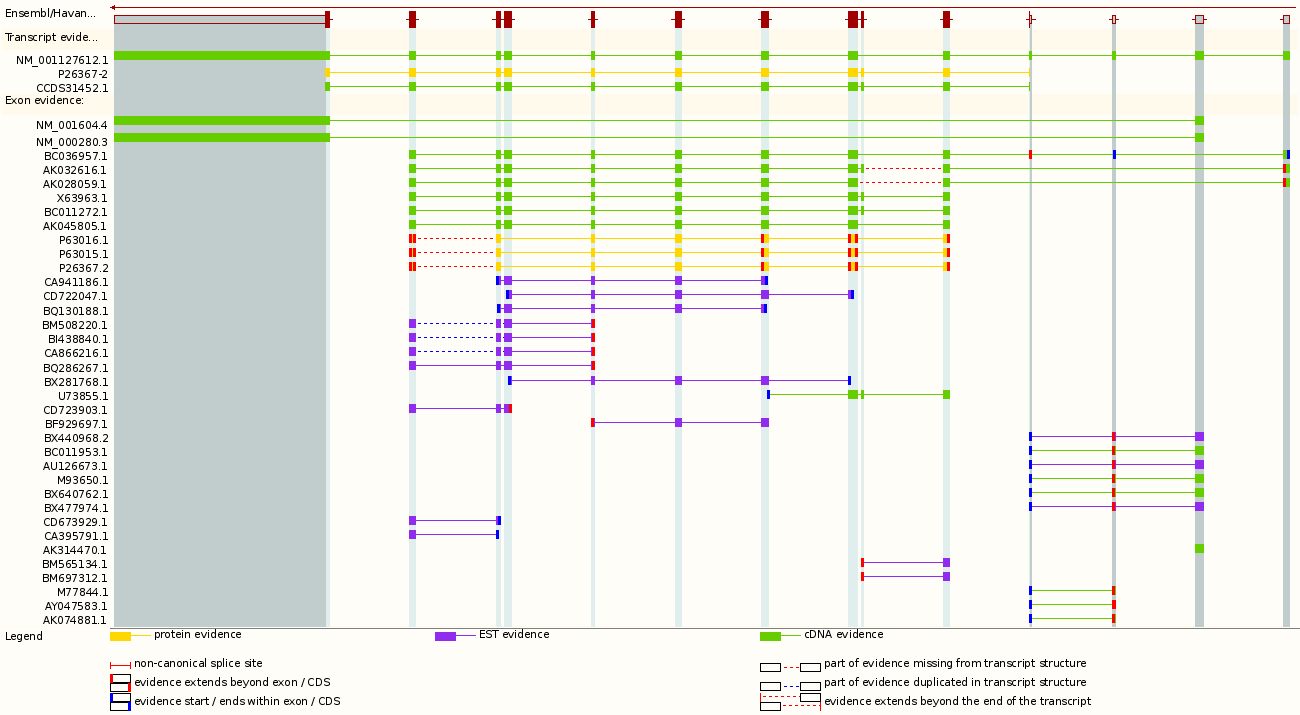 Ensembl/Havan...
Transcript evide...
NM_001127612.1
P26367-2
CCDS31452.1
Exon evidence:
NM_001604.4
NM_000280.3
BC036957.1
AK032616.1
AK028059.1
X63963.1
BC011272.1
AK045805.1
P63016.1
P63015.1
P26367.2
CA941186.1
CD722047.1
BQ130188.1
BM508220.1
BI438840.1
CA866216.1
BQ286267.1
BX281768.1
U73855.1
CD723903.1
BF929697.1
BX440968.2
BC011953.1
AU126673.1
M93650.1
BX640762.1
BX477974.1
CD673929.1
CA395791.1
AK314470.1
BM565134.1
BM697312.1
M77844.1
AY047583.1
AK074881.1
Legend
protein evidence
EST evidence
cDNA evidence
non-canonical splice site
part of evidence missing from transcript structure
evidence extends beyond exon / CDS
part of evidence duplicated in transcript structure
evidence start / ends within exon / CDS
evidence extends beyond the end of the transcript